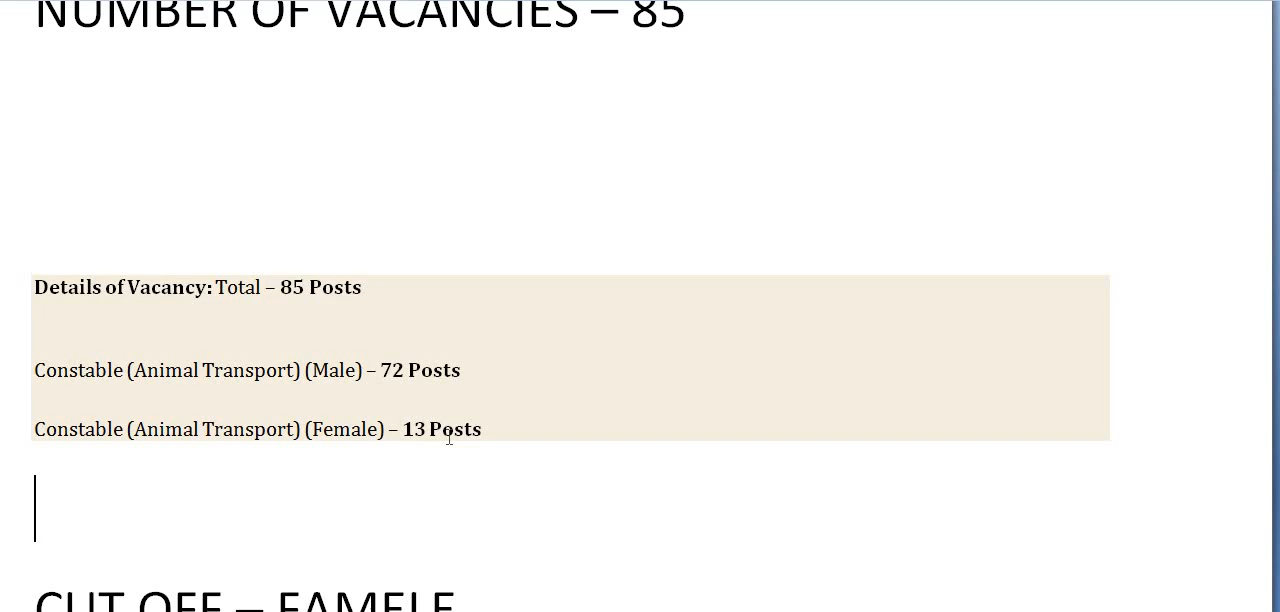 NUMBER OF VACANCIES – 85
Details of Vacancy: Total – 85 Posts
Constable (Animal Transport) (Male) – 72 Posts
Constable (Animal Transport) (Female) – 13 Posts
CUT OFF – FAMELE